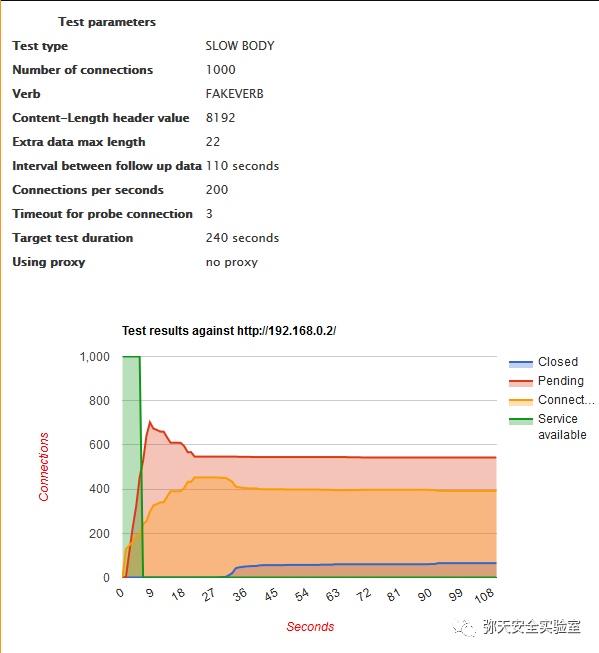 Test parameters
Test type SLOW BODY
Number of connections 1000
Verb FAKEVERB
Content-Length header value 8192
Extra data max length 22
Interval between follow up data 110 seconds
Connections per seconds 200
Timeout for probe connection 3
Target test duration 240 seconds
Using proxy no proxy
Test results against http://192.168.0.2/
1,000
800
600
400
200
0
Connections
0 9 18 27 36 45 54 63 72 81 90 99 108
Seconds
Closed
Pending
Connect...
Service
available
弥天安全实验室